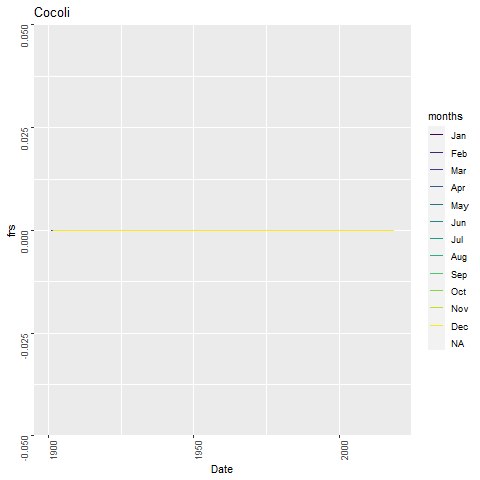 Cocoli
0.050
0.025
0.000
-0.025
-0.050
frs
1900
1950
2000
Date
months
Jan
Feb
Mar
Apr
May
Jun
Jul
Aug
Sep
Oct
Nov
Dec
NA